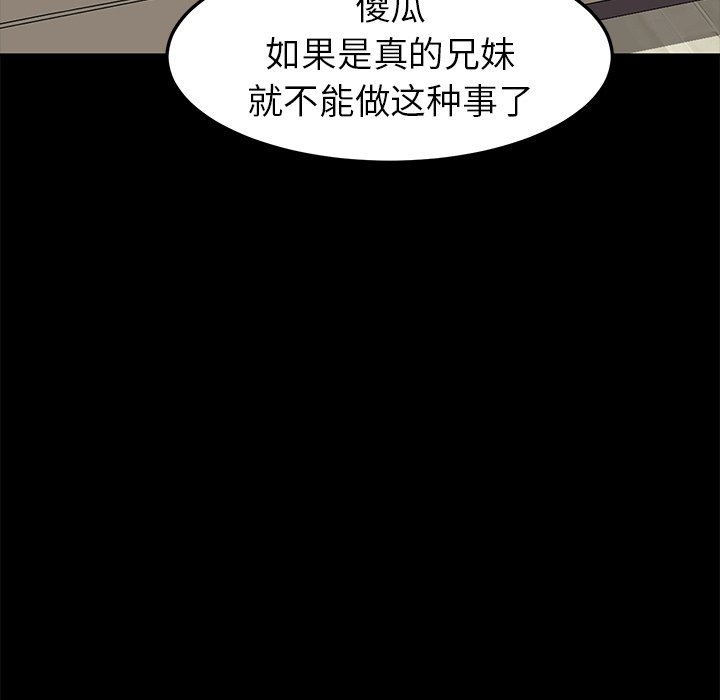 傻瓜
如果是真的兄妹
就不能做这种事了